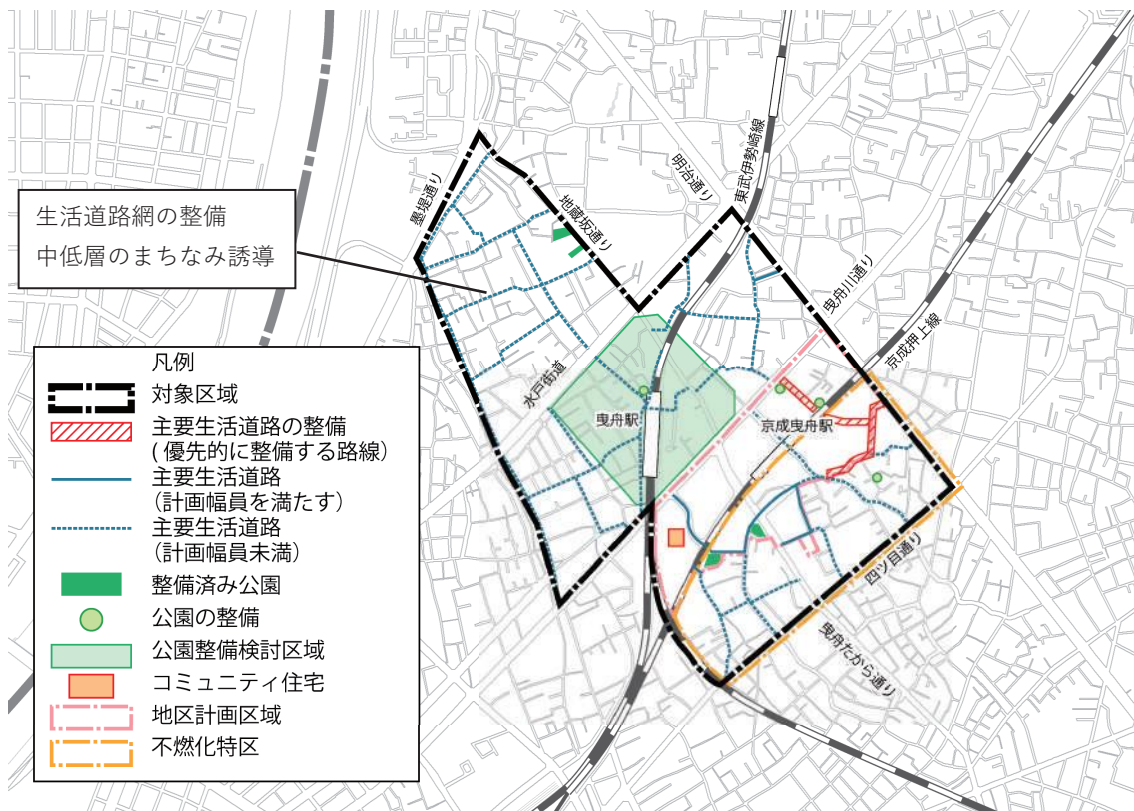 生活道路網の整備
中低層のまちなみ誘導
墨堤通り
地蔵坂通り
明治通り
東武伊勢崎線
曳舟川通り
京成押上線
水戸街道
曳舟駅
京成曳舟駅
四ツ目通り
曳舟たから通り
凡例
対象区域
主要生活道路の整備
(優先的に整備する路線)
主要生活道路
(計画幅員を満たす)
主要生活道路
(計画幅員未満)
整備済み公園
公園の整備
公園整備検討区域
コミュニティ住宅
地区計画区域
不燃化特区